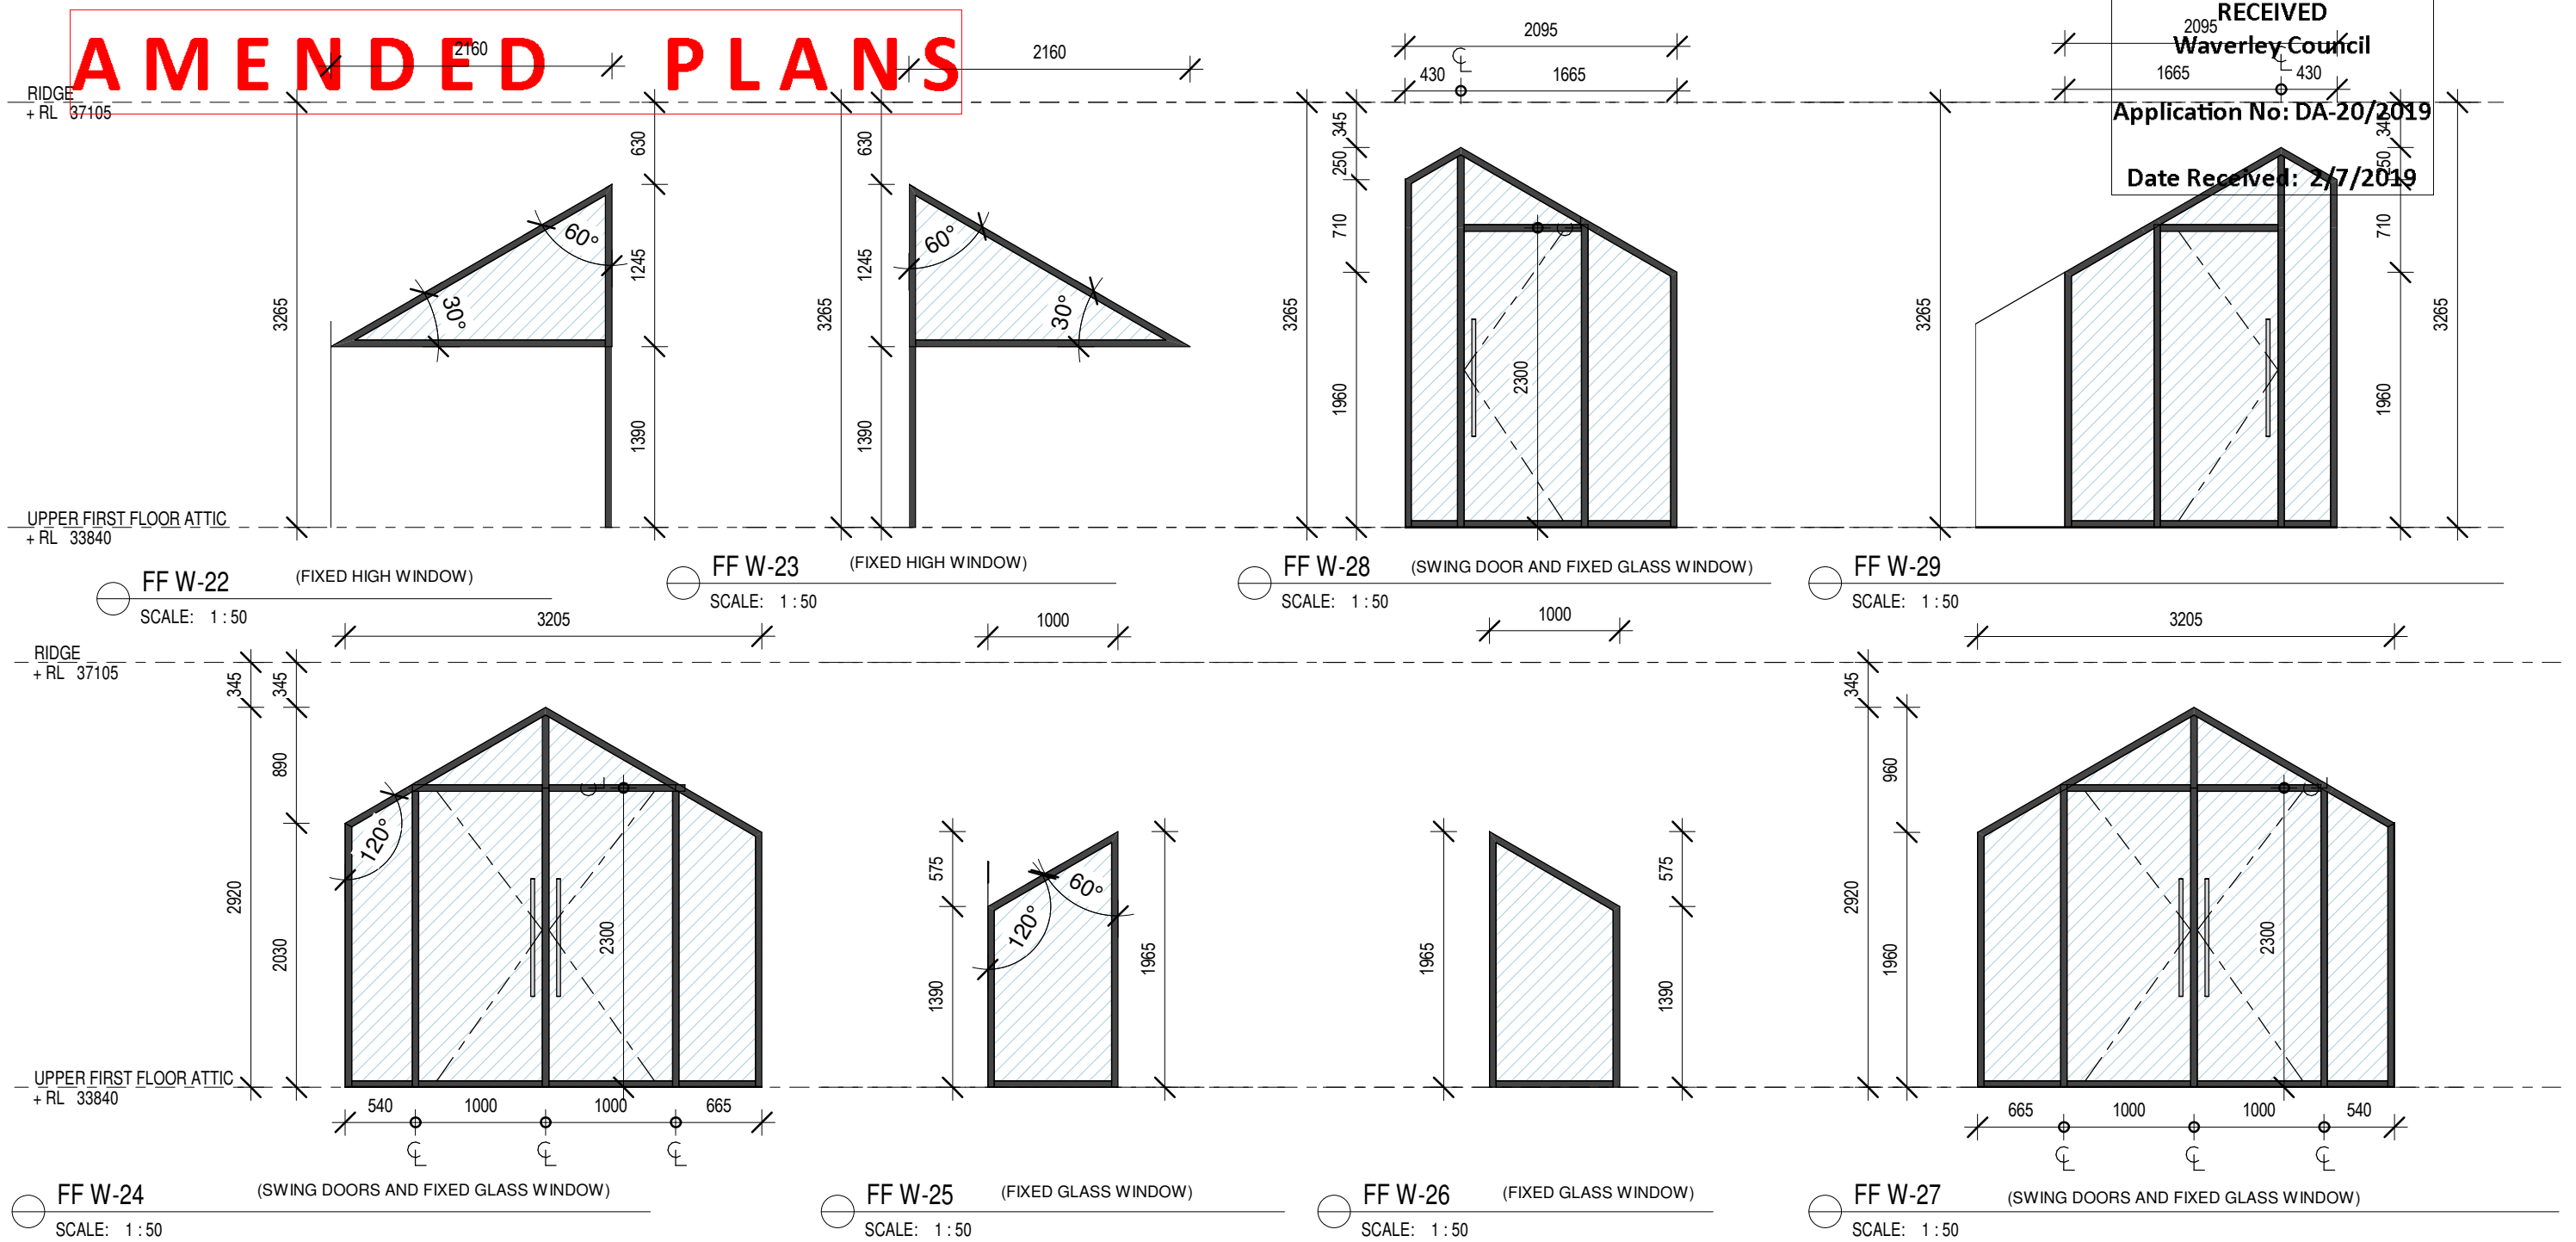 AMENDED PLANS
RECEIVED
Waverley Council
Application No: DA-20/2019
Date Received: 2/7/2019
2160
2160
2095
430
1665
2095
1665
430
RIDGE
+ RL 37105
630
1245
1390
3265
60°
30°
3265
630
1245
1390
60°
30°
3265
345
250
710
1960
2300
3265
345
250
710
1960
3265
UPPER FIRST FLOOR ATTIC
+ RL 33840
FF W-22 (FIXED HIGH WINDOW)
SCALE: 1 : 50
FF W-23 (FIXED HIGH WINDOW)
SCALE: 1 : 50
FF W-28 (SWING DOOR AND FIXED GLASS WINDOW)
SCALE: 1 : 50
FF W-29
SCALE: 1 : 50
3205
1000
1000
3205
RIDGE
+ RL 37105
345
345
890
2920
2030
120°
2300
575
1390
120°
60°
1965
1965
575
1390
345
2920
960
1960
2300
UPPER FIRST FLOOR ATTIC
+ RL 33840
540 1000 1000 665
665 1000 1000 540
FF W-24 (SWING DOORS AND FIXED GLASS WINDOW)
SCALE: 1 : 50
FF W-25 (FIXED GLASS WINDOW)
SCALE: 1 : 50
FF W-26 (FIXED GLASS WINDOW)
SCALE: 1 : 50
FF W-27 (SWING DOORS AND FIXED GLASS WINDOW)
SCALE: 1 : 50